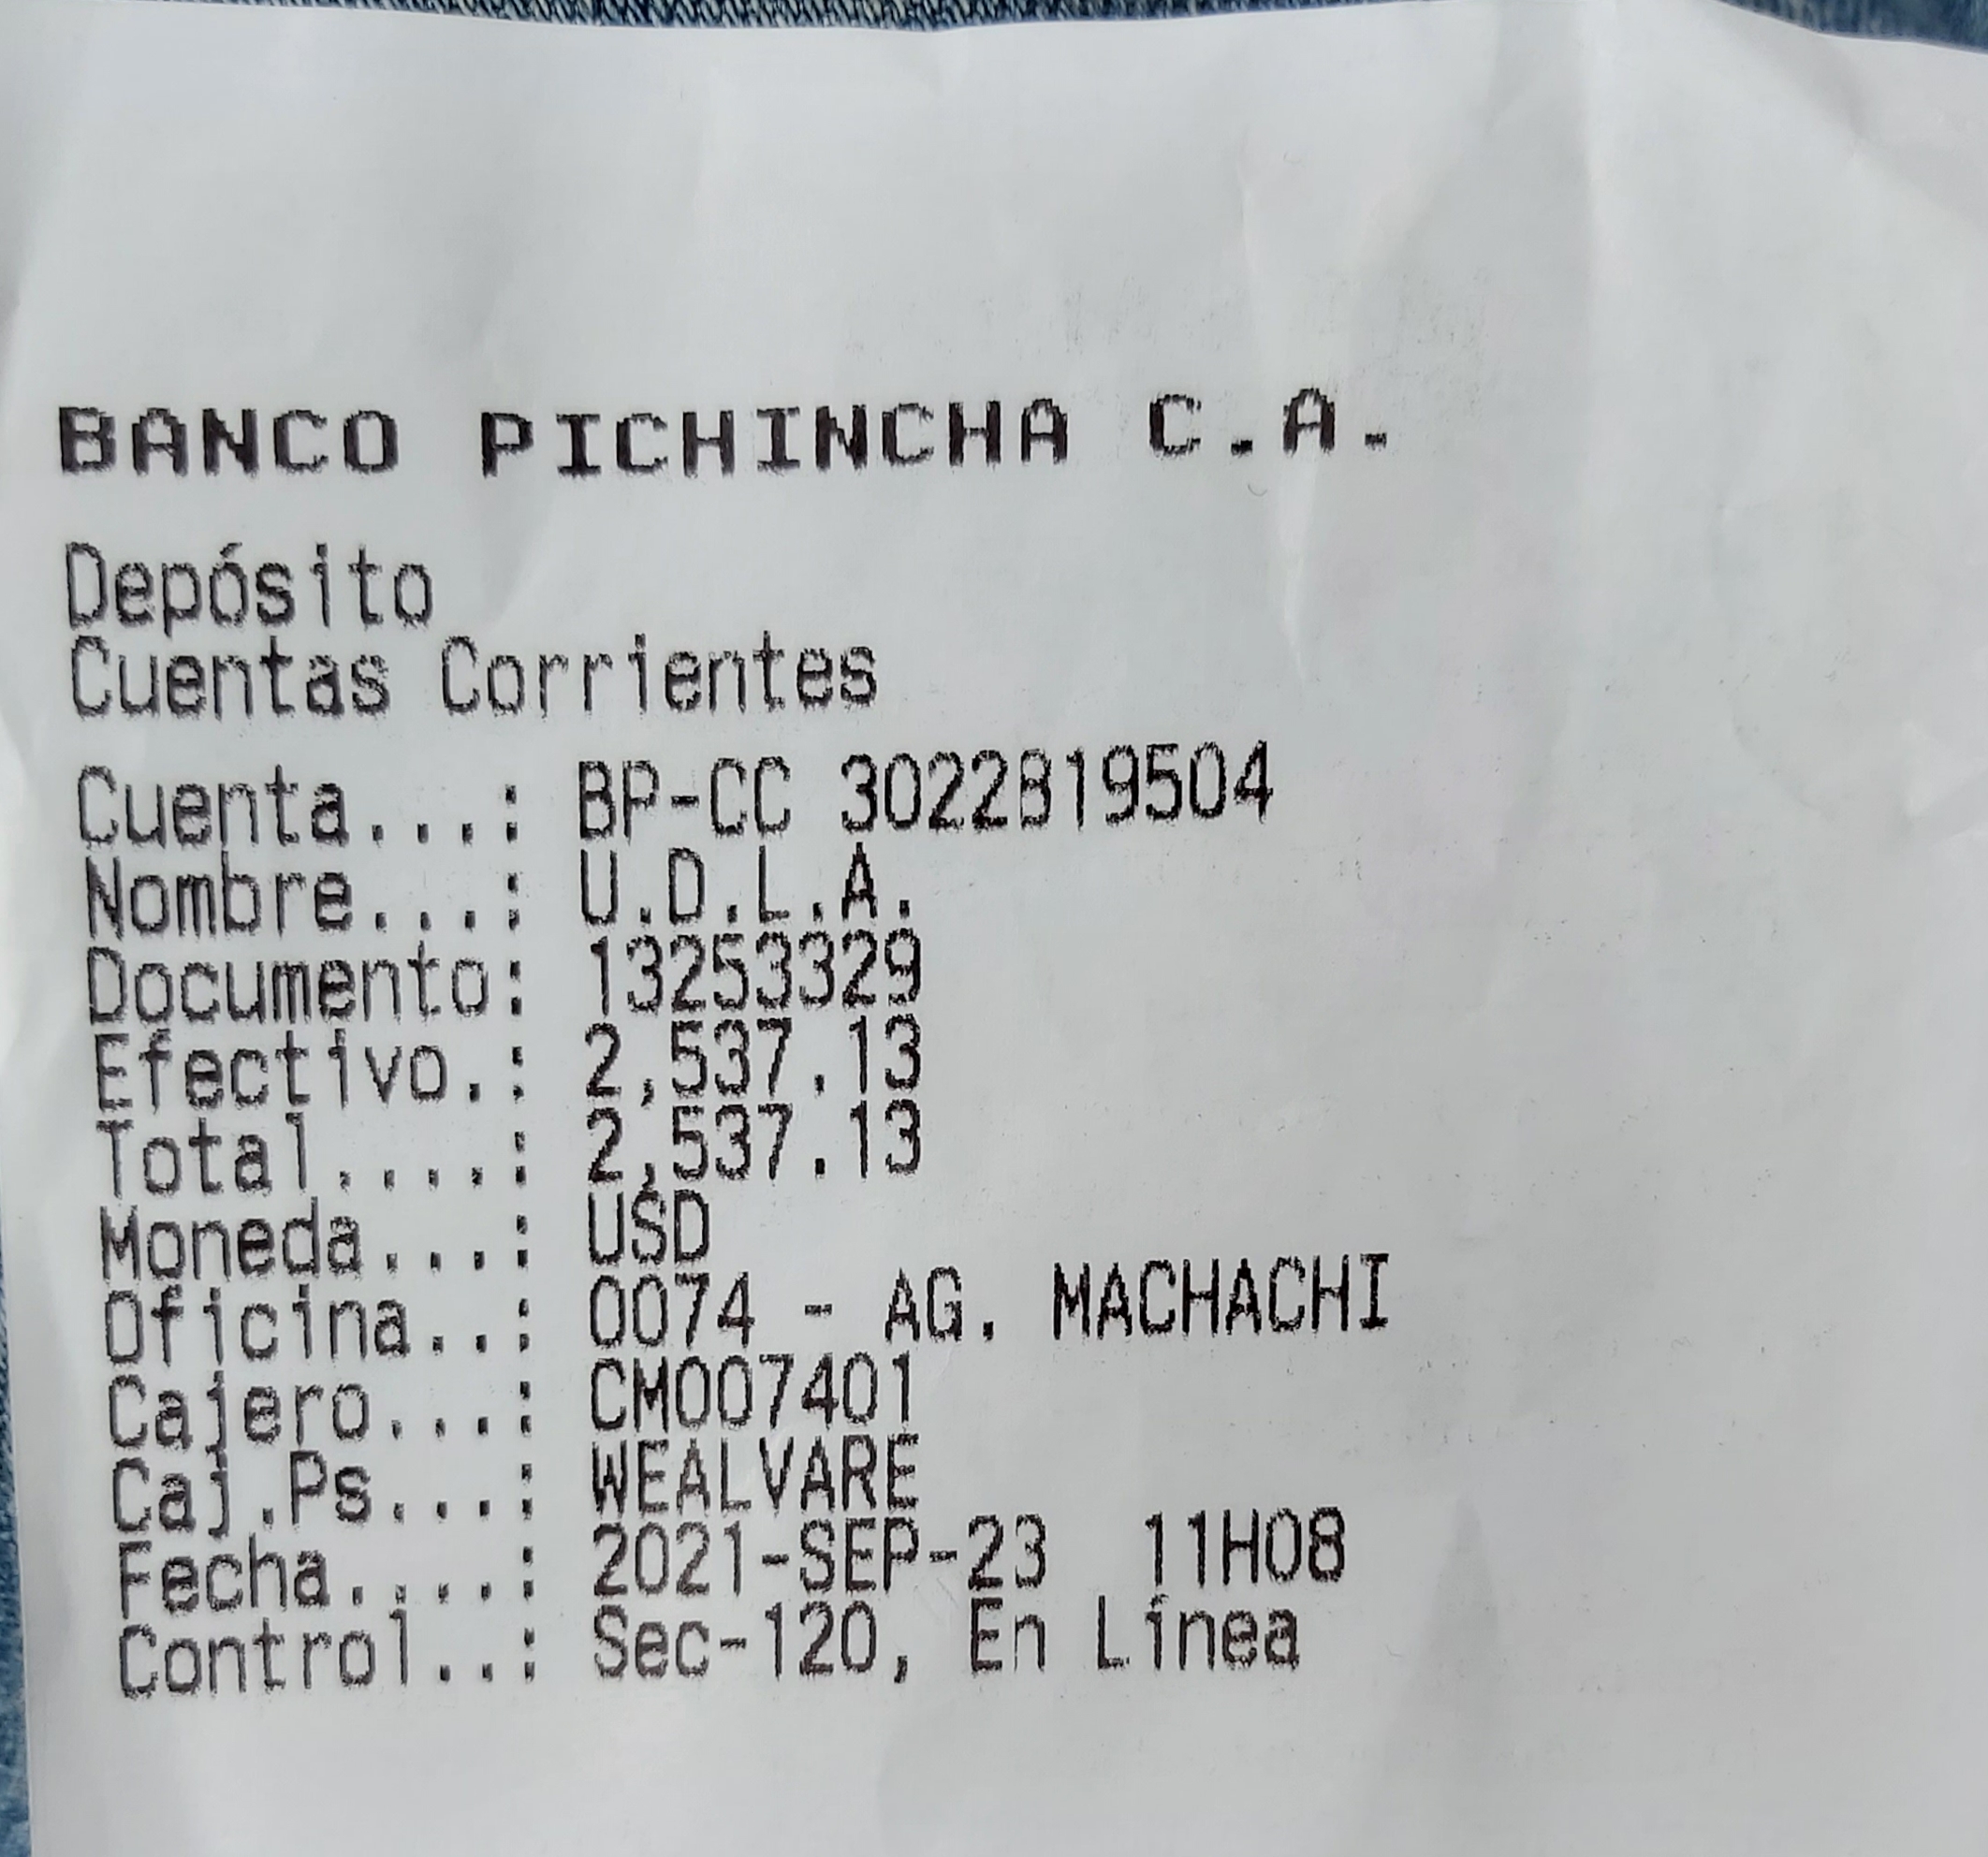 BANCO PICHINCHA C.A.
Depósito
Cuentas Corrientes
Cuenta...: BP-CC 3022819504
Nombre...: U.D.L.A.
Documento: 13253329
Efectivo.: 2,537.13
Total....: 2,537.13
Moneda...: USD
Oficina..: 0074 - AG. MACHACHI
Cajero...: CM007401
Caj.Ps...: WEALVARE
Fecha....: 2021-SEP-23  11H08
Control..: Sec-120, En Línea